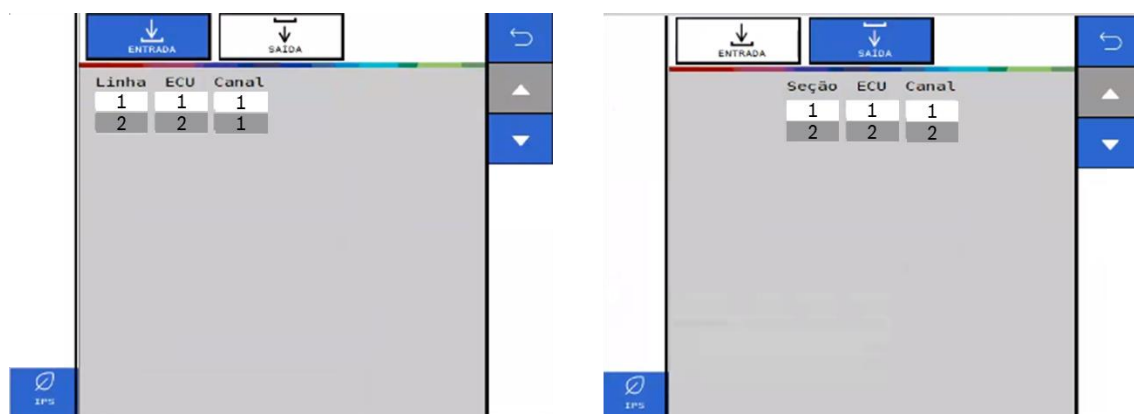 ENTRADA SAÍDA
Linha ECU Canal
1 1 1
2 2 1
IPS
ENTRADA SAÍDA
Seção ECU Canal
1 1 1
2 2 2
IPS